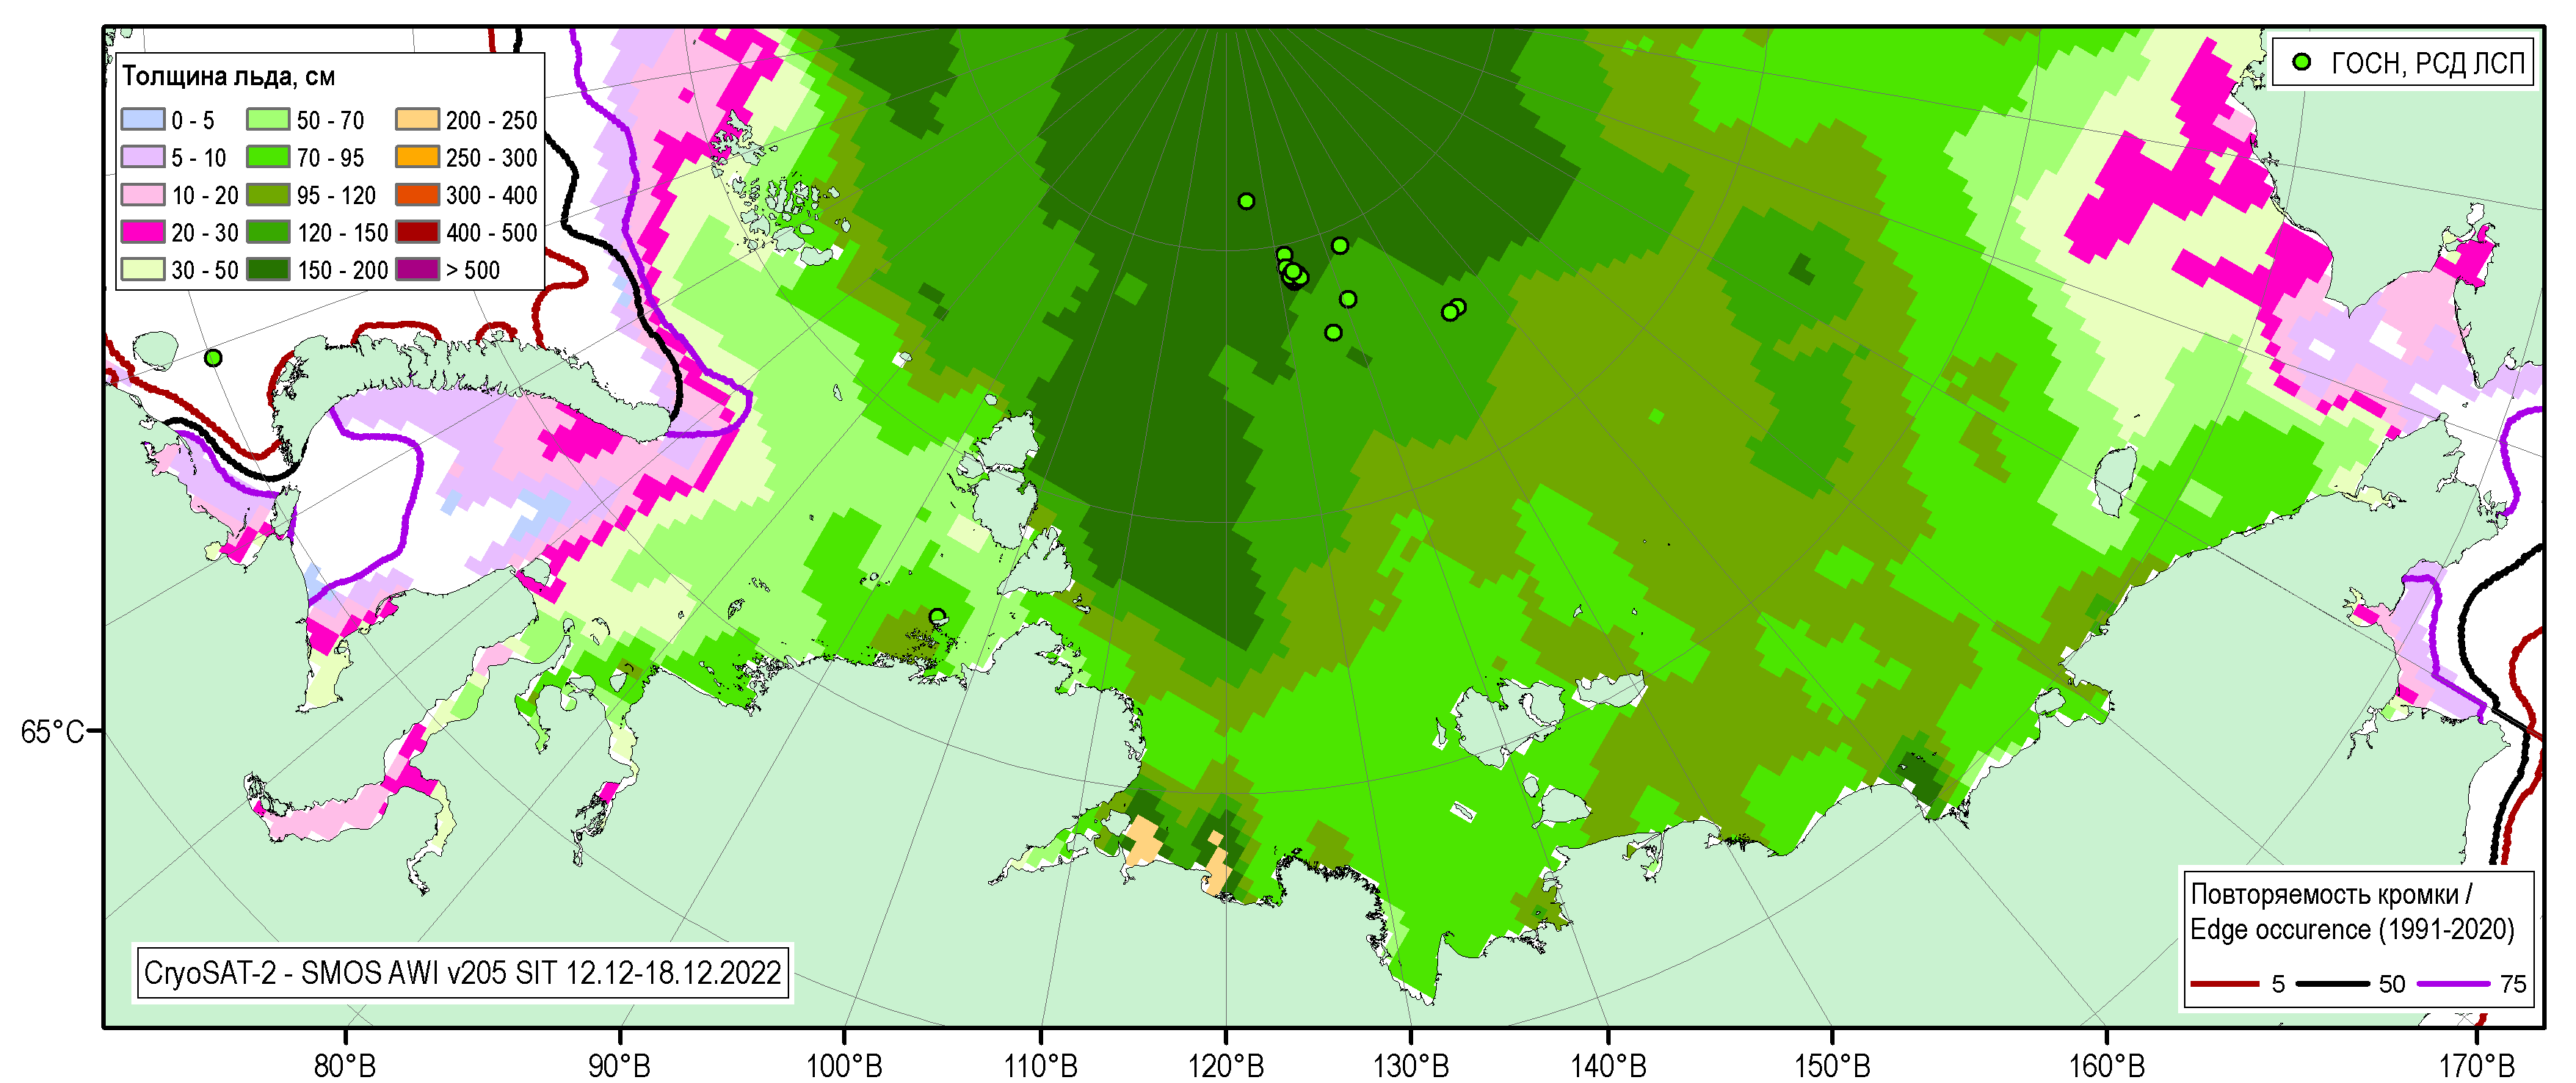 Толщина льда, см
0 - 5 50 - 70 200 - 250
5 - 10 70 - 95 250 - 300
10 - 20 95 - 120 300 - 400
20 - 30 120 - 150 400 - 500
30 - 50 150 - 200 > 500
ГОСН, РСД ЛСП
65°С
Повторяемость кромки /
Edge occurence (1991-2020)
5 50 75
CryoSAT-2 - SMOS AWI v205 SIT 12.12-18.12.2022
80°В 90°В 100°В 110°В 120°В 130°В 140°В 150°В 160°В 170°В